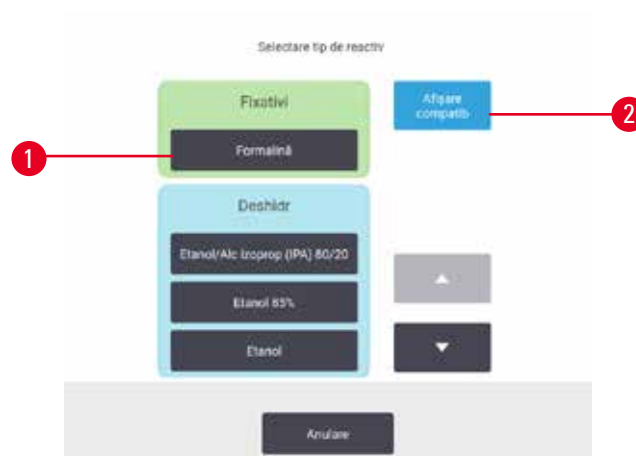 Selectare tip de reactiv
Fixativi
Afişare
compatib
Formalină
1
2
Deshidr
Etanol/Alc izoprop (IPA) 80/20
Etanol 85%
Etanol
Anulare